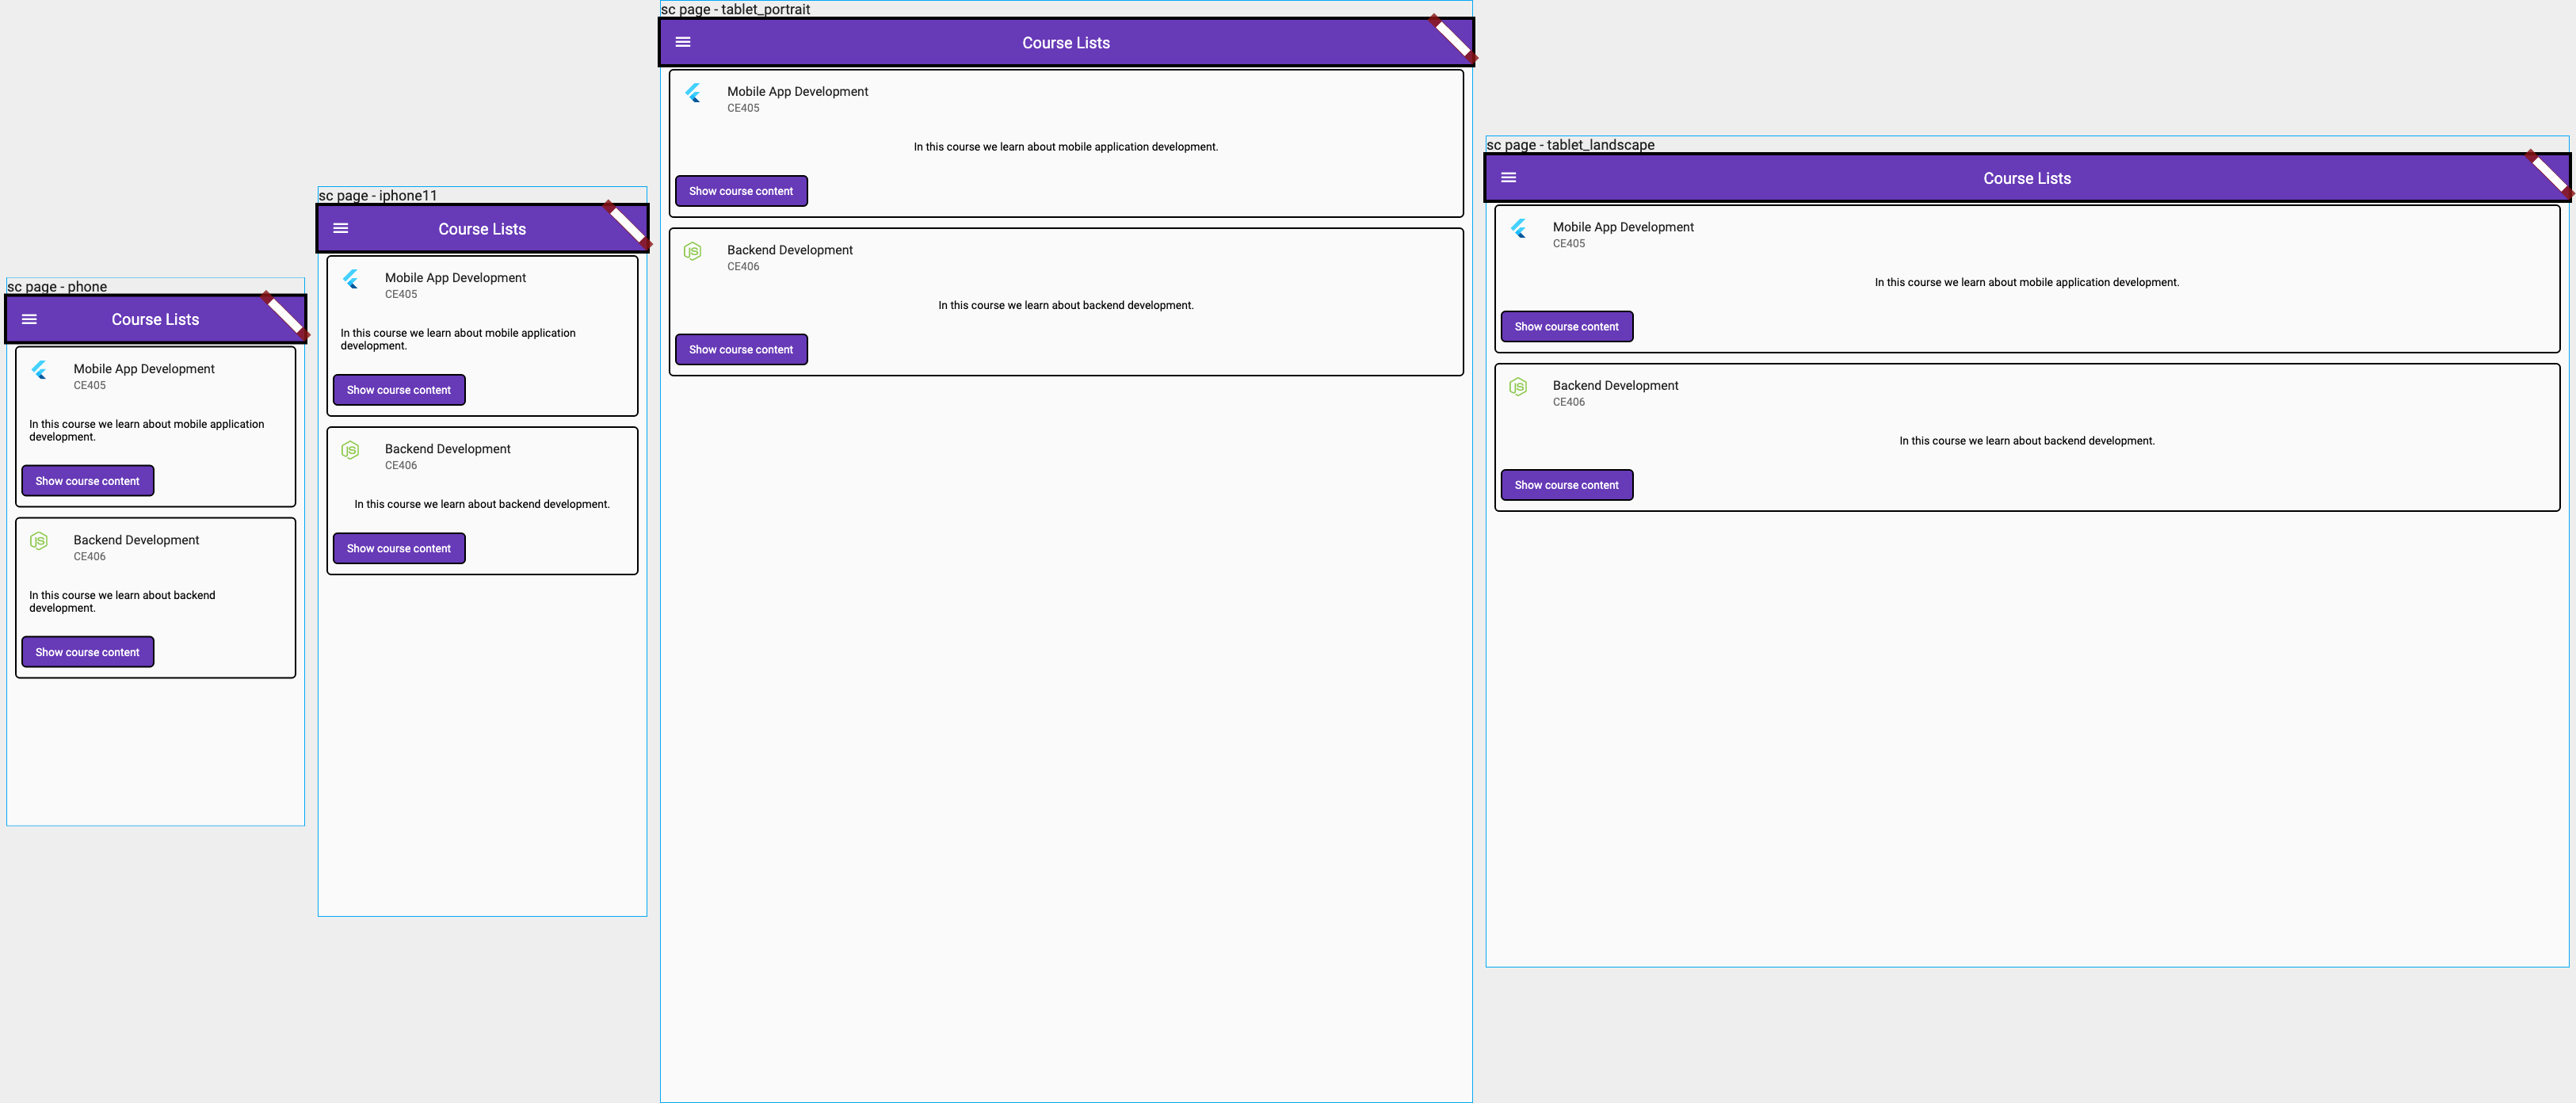 sc page - phone
Course Lists
Mobile App Development
CE405
In this course we learn about mobile application
development.
Show course content
JS
Backend Development
CE406
In this course we learn about backend
development.
Show course content
sc page - iphone11
Course Lists
Mobile App Development
CE405
In this course we learn about mobile application
development.
Show course content
JS
Backend Development
CE406
In this course we learn about backend development.
Show course content
sc page - tablet_portrait
Course Lists
Mobile App Development
CE405
In this course we learn about mobile application development.
Show course content
JS
Backend Development
CE406
In this course we learn about backend development.
Show course content
sc page - tablet_landscape
Course Lists
Mobile App Development
CE405
In this course we learn about mobile application development.
Show course content
JS
Backend Development
CE406
In this course we learn about backend development.
Show course content